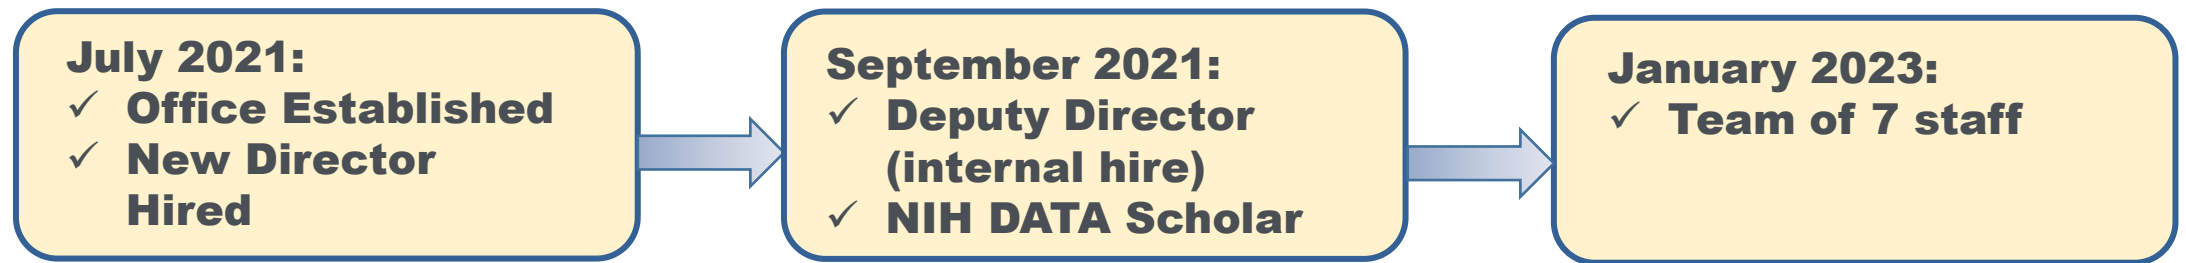 July 2021:
✓ Office Established
✓ New Director
Hired
September 2021:
✓ Deputy Director
(internal hire)
✓ NIH DATA Scholar
January 2023:
✓ Team of 7 staff